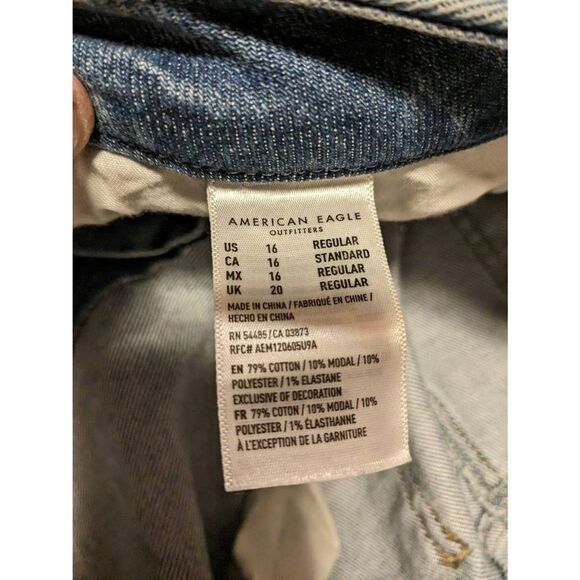 AMERICAN EAGLE
OUTFITTERS
US 16 REGULAR
CA 16 STANDARD
MX 16 REGULAR
UK 20 REGULAR
MADE IN CHINA / FABRIQUÉ EN CHINE /
HECHO EN CHINA
RN 54485 / CA 03873
RFC# AEM120605U9A
EN 79% COTTON / 10% MODAL / 10%
POLYESTER / 1% ELASTANE
EXCLUSIVE OF DECORATION
FR 79% COTON / 10% MODAL / 10%
POLYESTER / 1% ÉLASTHANNE
À L'EXCEPTION DE LA GARNITURE